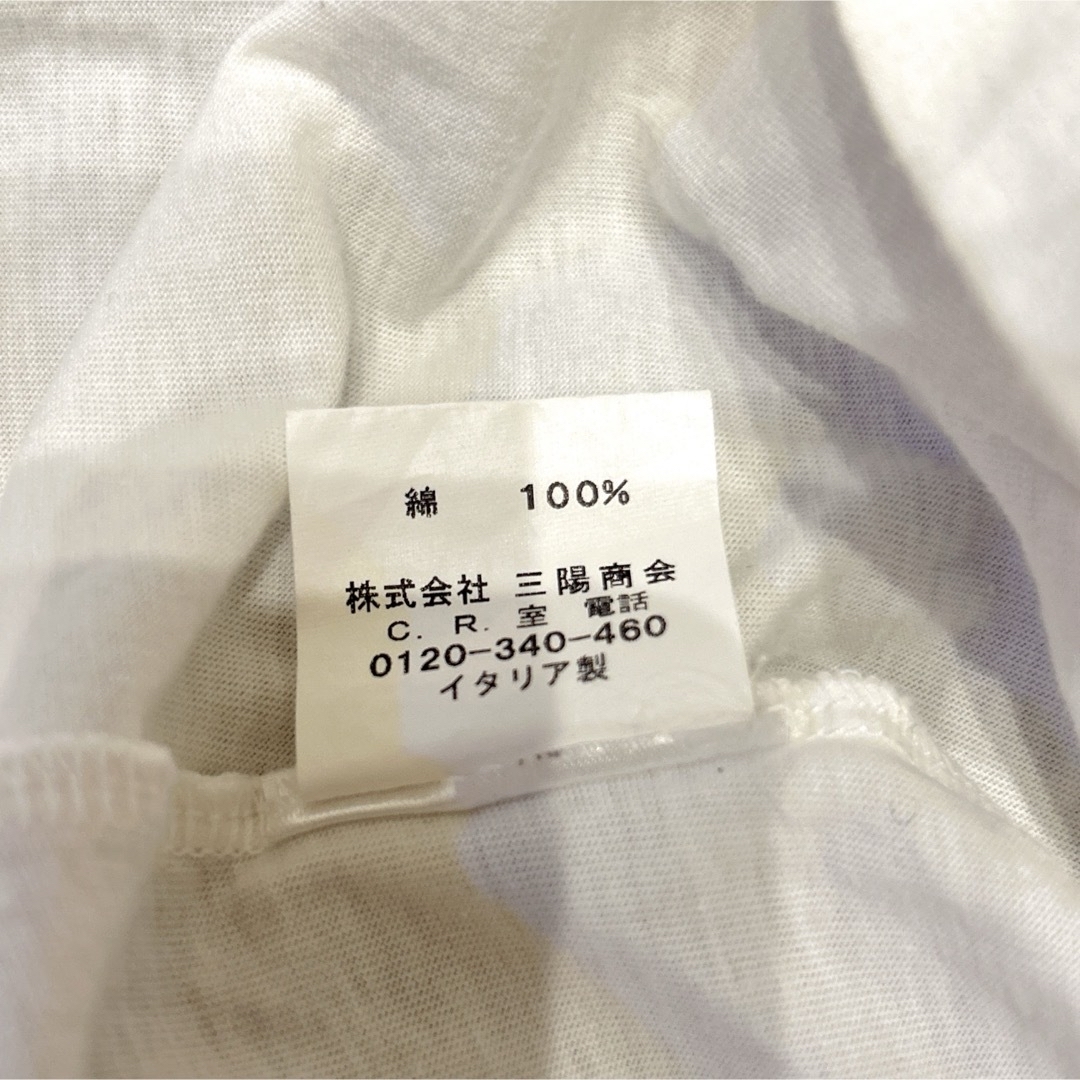 綿 100%
株式会社 三陽商会
C. R. 室 電話
0120-340-460
イタリア製